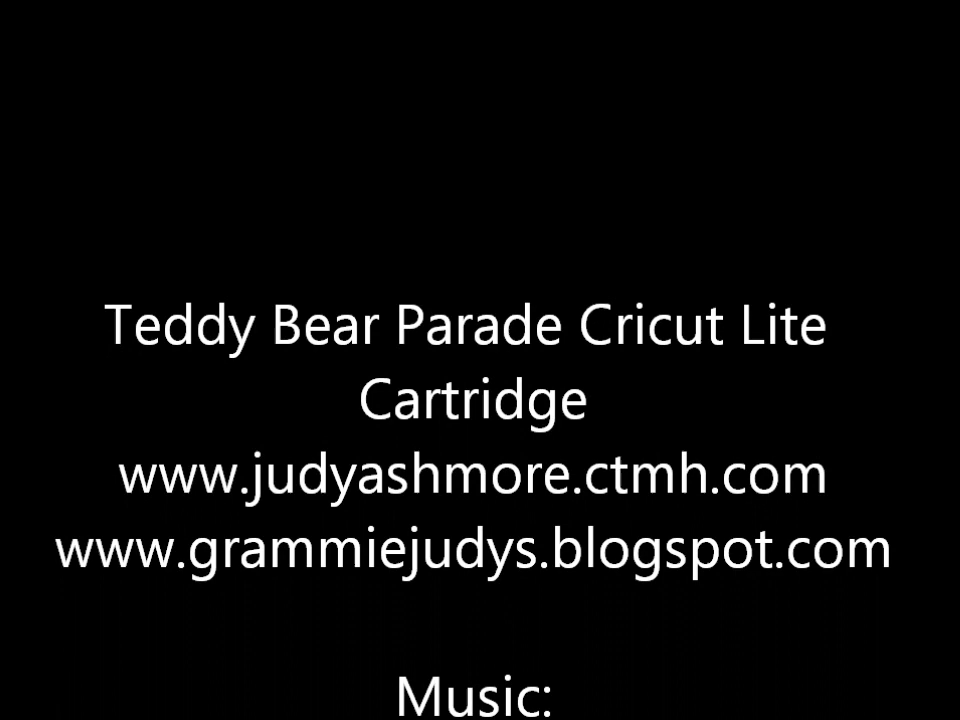 Teddy Bear Parade Cricut Lite
Cartridge
www.judyashmore.ctmh.com
www.grammiejudys.blogspot.com
Music: